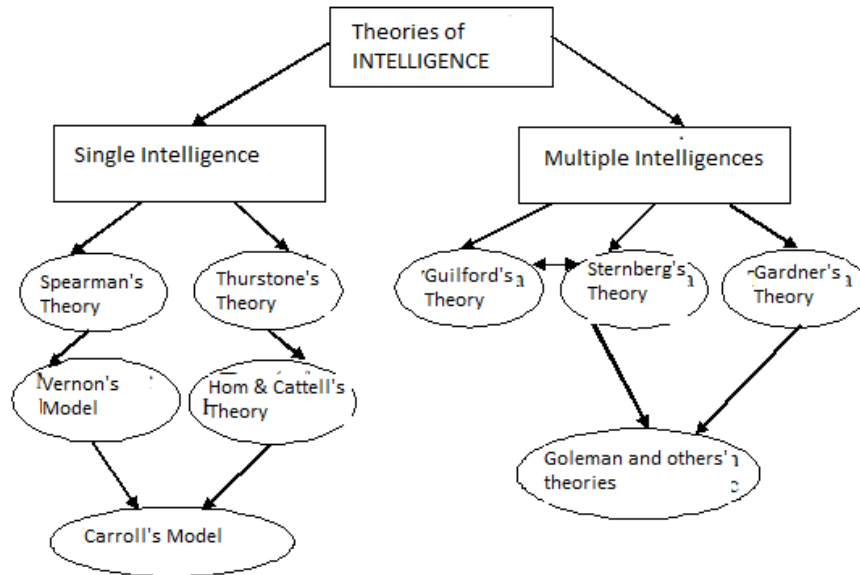 Theories of
INTELLIGENCE
Single Intelligence
Multiple Intelligences
Spearman's
Theory
Thurstone's
Theory
Guilford's
Theory
Sternberg's
Theory
Gardner's
Theory
Vernon's
Model
Hom & Cattell's
Theory
Goleman and others'
theories
Carroll's Model